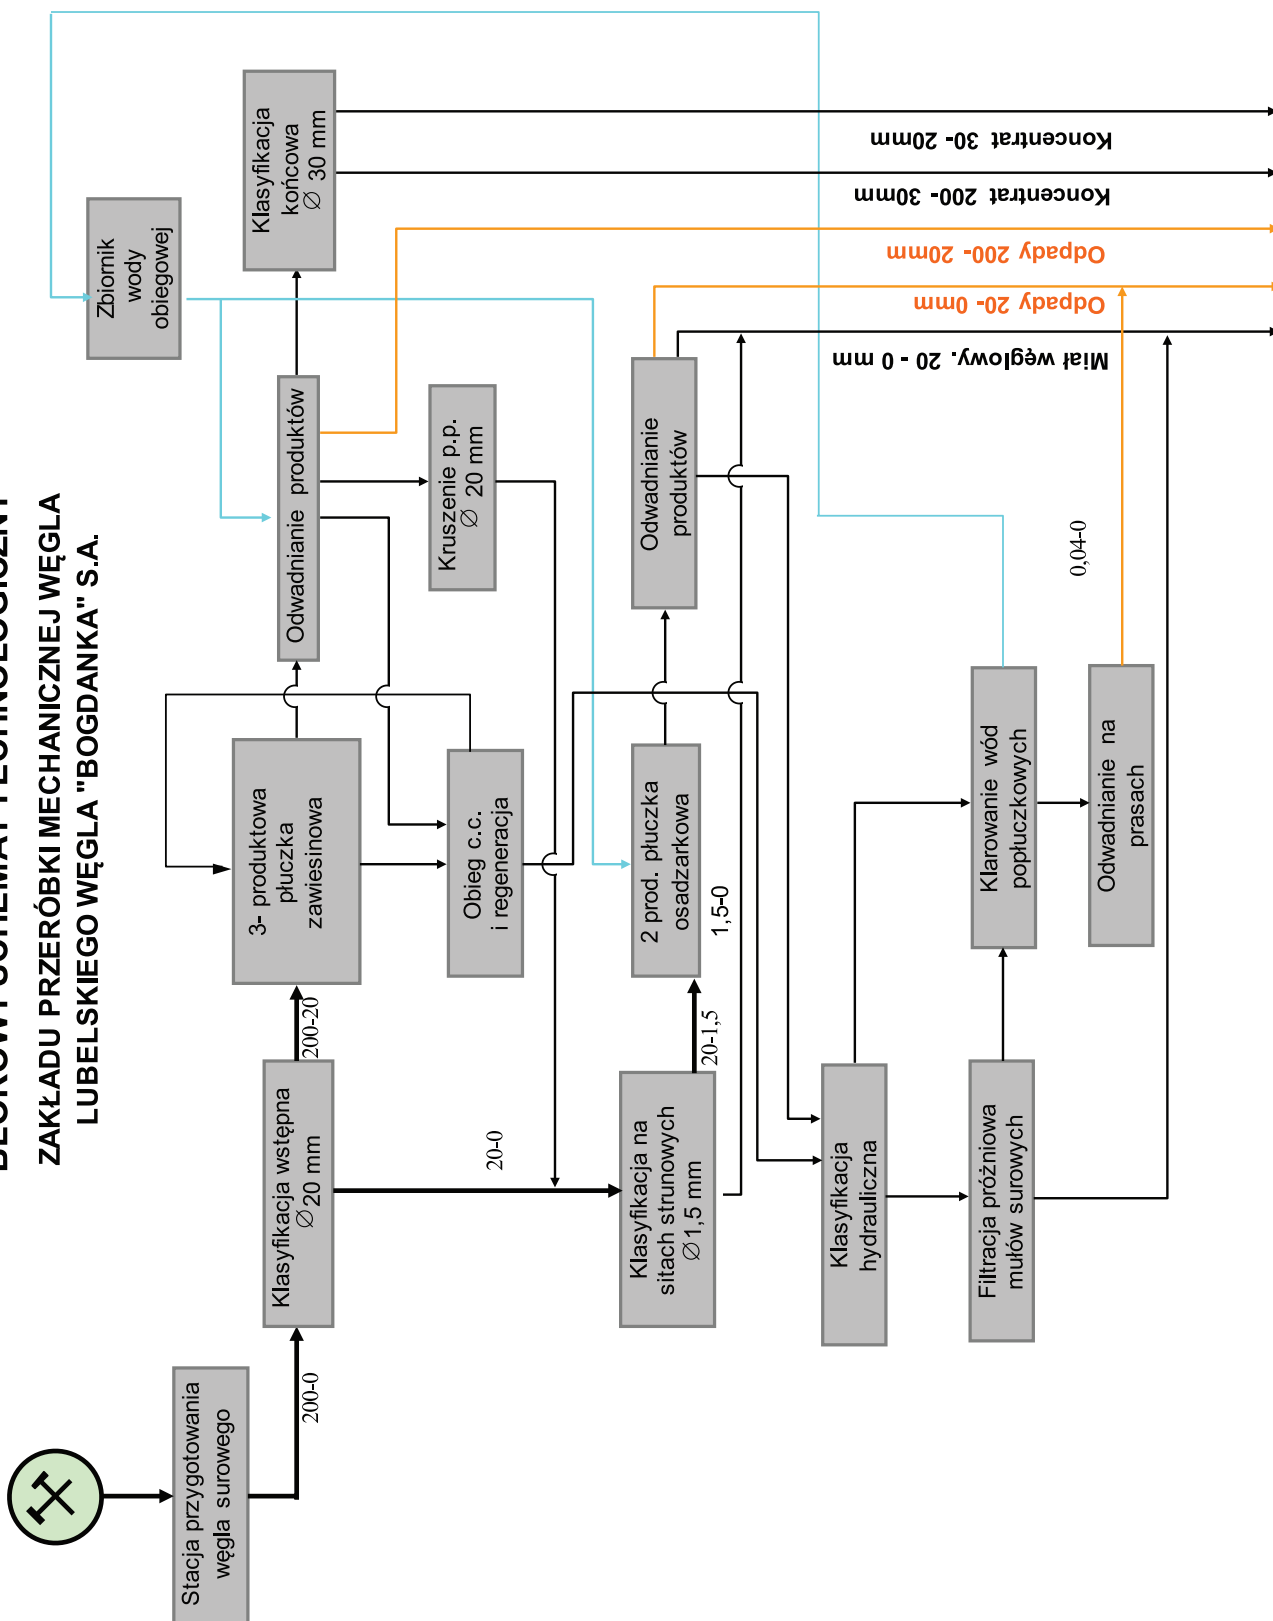 BLOKOWY SCHEMAT TECHNOLOGICZNY
ZAKŁADU PRZERÓBKI MECHANICZNEJ WĘGLA
LUBELSKIEGO WĘGLA "BOGDANKA" S.A.
Stacja przygotowania
węgla surowego
200-0
Klasyfikacja wstępna
∅ 20 mm
200-20
20-0
3- produktowa
płuczka
zawiesinowa
Obieg c.c.
i regeneracja
Odwadnianie produktów
Kruszenie p.p.
∅ 20 mm
Zbiornik
wody
obiegowej
Klasyfikacja
końcowa
∅ 30 mm
Klasyfikacja na
sitach strunowych
∅ 1,5 mm
20-1,5
2 prod. płuczka
osadzarkowa
1,5-0
Odwadnianie
produktów
Klasyfikacja
hydrauliczna
Filtracja próżniowa
mułów surowych
Klarowanie wód
popłuczkowych
Odwadnianie na
prasach
0,04-0
Koncentrat 30- 20mm
Koncentrat 200- 30mm
Odpady 200- 20mm
Odpady 20- 0mm
Miał węglowy. 20 - 0 mm